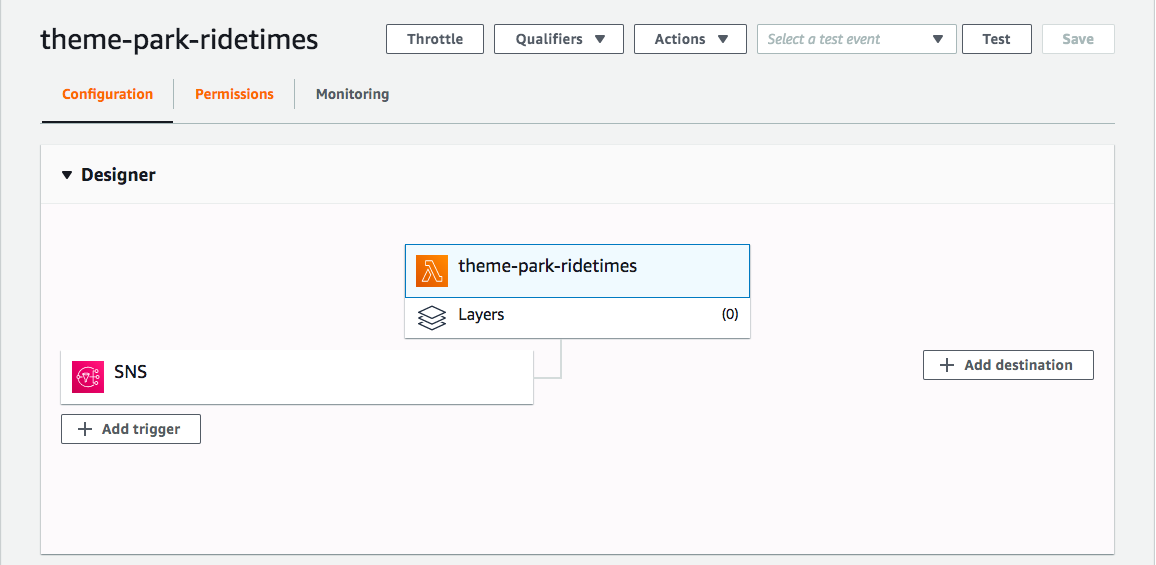 theme-park-ridetimes
Throttle
Qualifiers
Actions
Select a test event
Test
Save
Configuration
Permissions
Monitoring
Designer
theme-park-ridetimes
Layers
(0)
SNS
Add destination
Add trigger